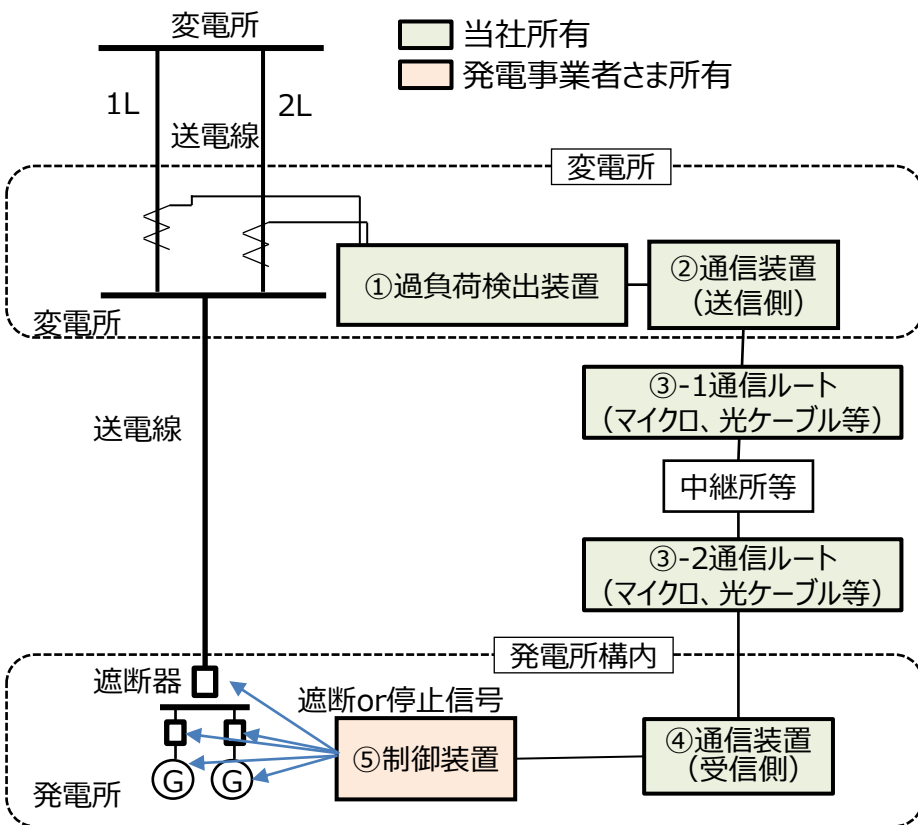 変電所
当社所有
発電事業者さま所有
1L
2L
送電線
変電所
①過負荷検出装置
②通信装置
（送信側）
変電所
③-1通信ルート
（マイクロ、光ケーブル等）
送電線
中継所等
③-2通信ルート
（マイクロ、光ケーブル等）
発電所構内
遮断器
遮断or停止信号
⑤制御装置
④通信装置
（受信側）
G
G
発電所